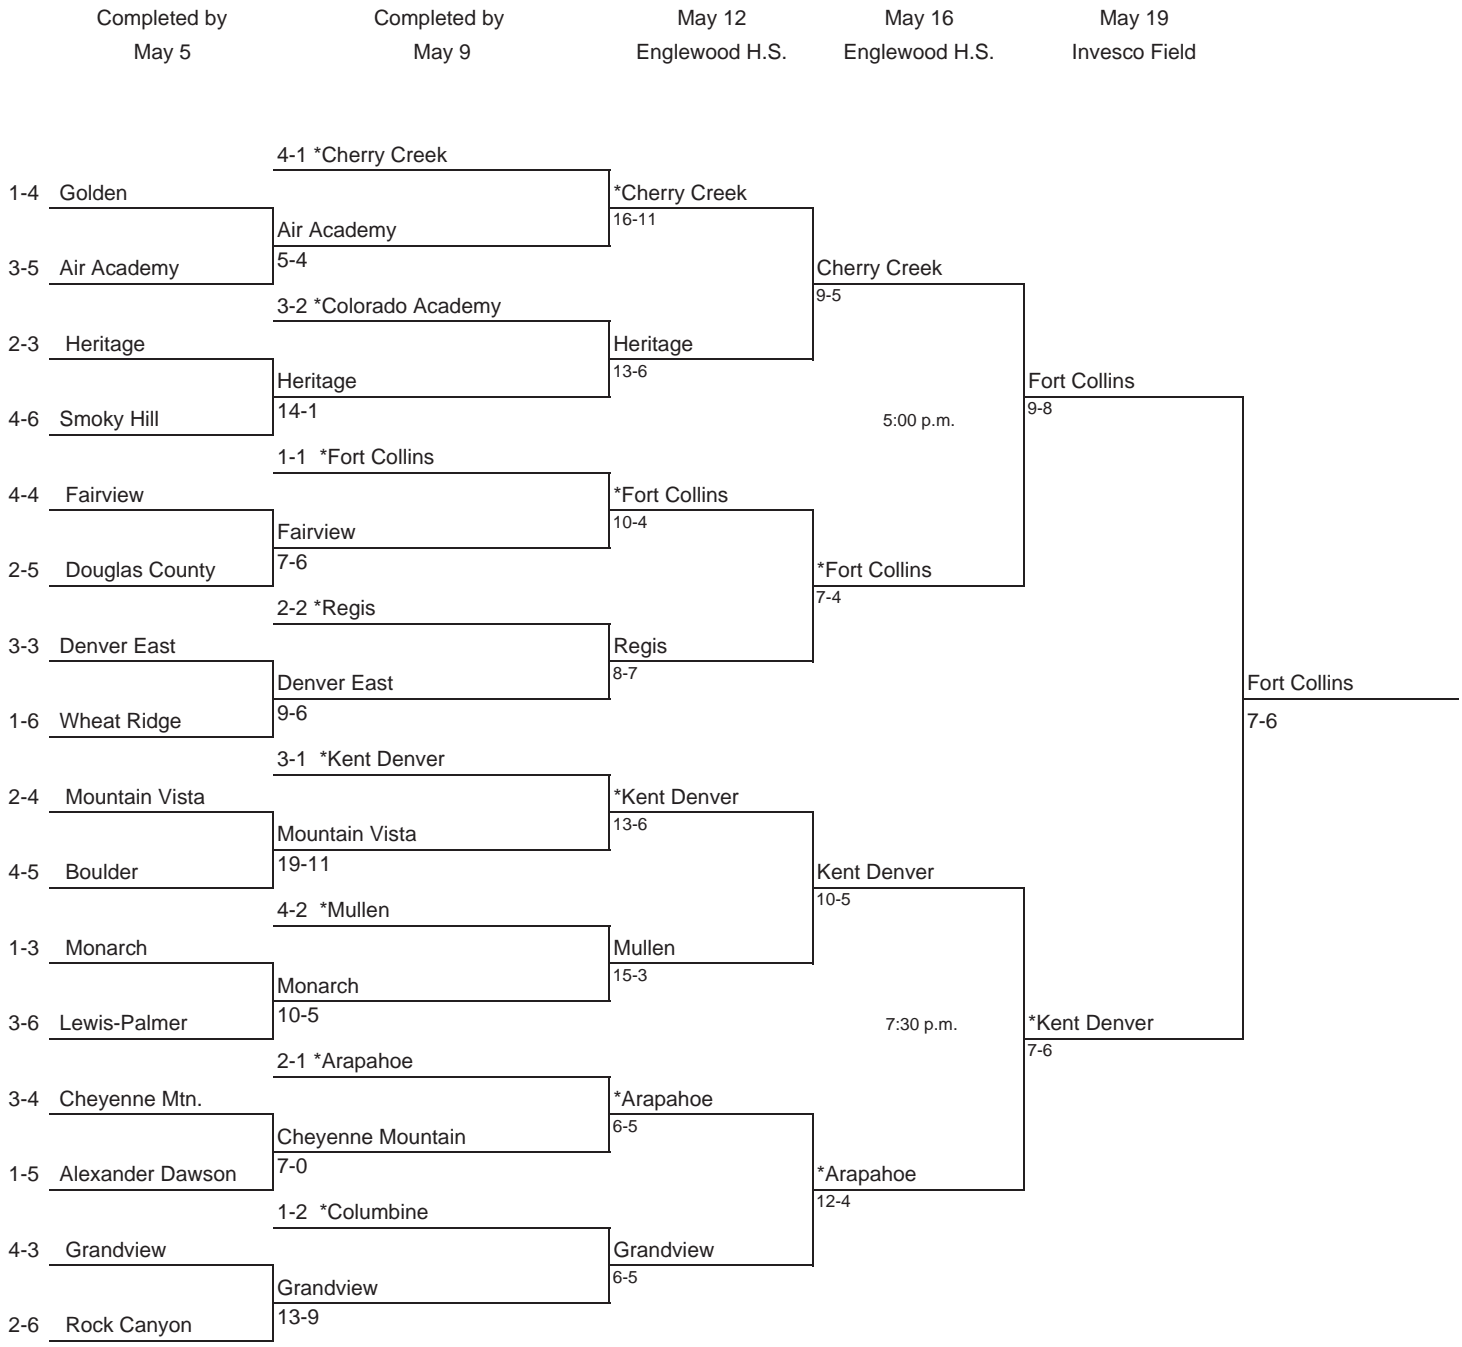 Completed by
May 5
Completed by
May 9
May 12
Englewood H.S.
May 16
Englewood H.S.
May 19
Invesco Field
4-1 *Cherry Creek
1-4 Golden
*Cherry Creek
16-11
Air Academy
5-4
3-5 Air Academy
Cherry Creek
9-5
3-2 *Colorado Academy
2-3 Heritage
Heritage
13-6
Heritage
14-1
Fort Collins
9-8
4-6 Smoky Hill
5:00 p.m.
1-1 *Fort Collins
4-4 Fairview
*Fort Collins
10-4
Fairview
7-6
2-5 Douglas County
*Fort Collins
7-4
2-2 *Regis
3-3 Denver East
Regis
8-7
Denver East
9-6
Fort Collins
7-6
1-6 Wheat Ridge
3-1 *Kent Denver
2-4 Mountain Vista
*Kent Denver
13-6
Mountain Vista
19-11
4-5 Boulder
Kent Denver
10-5
4-2 *Mullen
1-3 Monarch
Mullen
15-3
Monarch
10-5
3-6 Lewis-Palmer
7:30 p.m.
*Kent Denver
7-6
2-1 *Arapahoe
3-4 Cheyenne Mtn.
*Arapahoe
6-5
Cheyenne Mountain
7-0
1-5 Alexander Dawson
*Arapahoe
12-4
1-2 *Columbine
4-3 Grandview
Grandview
6-5
Grandview
13-9
2-6 Rock Canyon